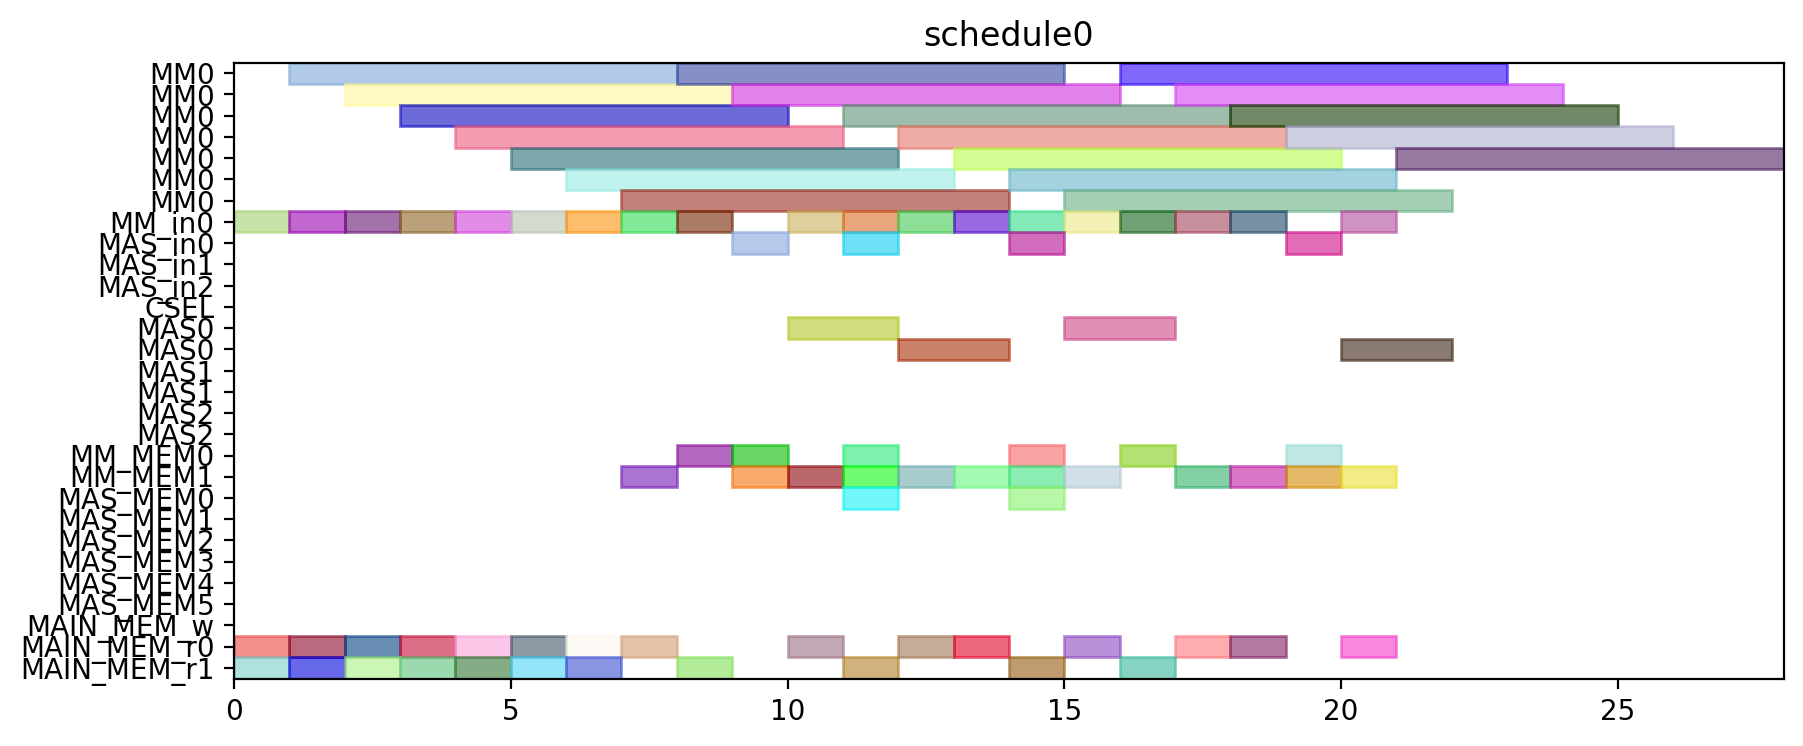 schedule0
MM0
MM0
MM0
MM0
MM0
MM0
MM0
MM_in0
MAS_in0
MAS_in1
MAS_in2
CSEL
MAS0
MAS0
MAS1
MAS1
MAS2
MAS2
MM_MEM0
MM_MEM1
MAS_MEM0
MAS_MEM1
MAS_MEM2
MAS_MEM3
MAS_MEM4
MAS_MEM5
MAIN_MEM_w
MAIN_MEM_r0
MAIN_MEM_r1
0 5 10 15 20 25